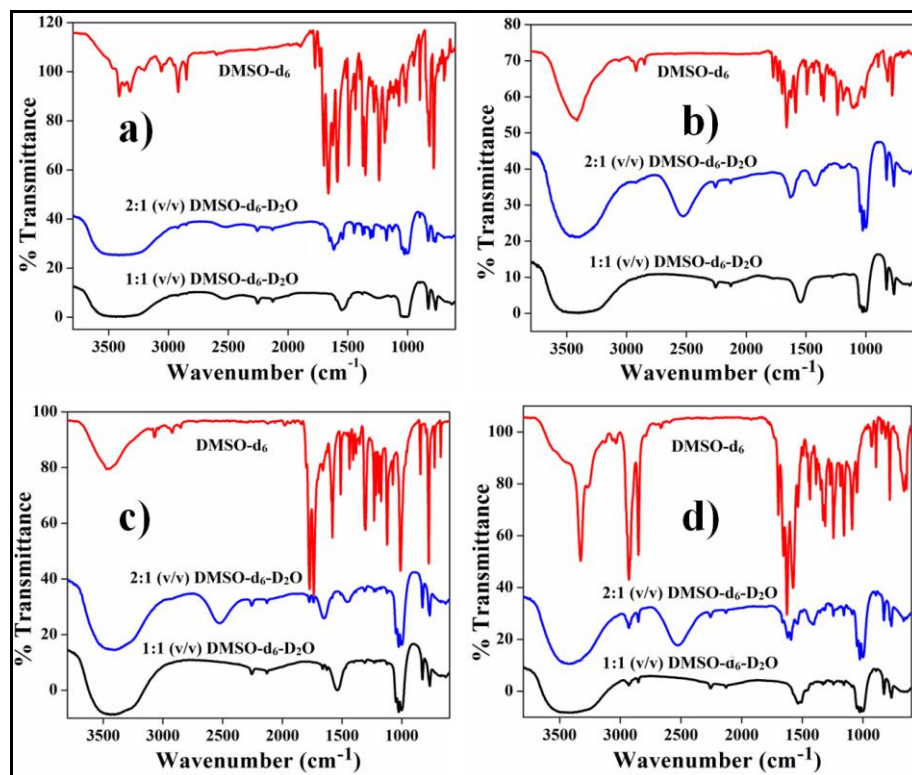 a)
% Transmittance
120
100
80
60
40
20
0
DMSO-d6
2:1 (v/v) DMSO-d6-D2O
1:1 (v/v) DMSO-d6-D2O
3500 3000 2500 2000 1500 1000
Wavenumber (cm-1)
b)
% Transmittance
80
70
60
50
40
30
20
10
0
DMSO-d6
2:1 (v/v) DMSO-d6-D2O
1:1 (v/v) DMSO-d6-D2O
3500 3000 2500 2000 1500 1000
Wavenumber (cm-1)
c)
% Transmittance
100
80
60
40
20
0
DMSO-d6
2:1 (v/v) DMSO-d6-D2O
1:1 (v/v) DMSO-d6-D2O
3500 3000 2500 2000 1500 1000
Wavenumber (cm-1)
d)
% Transmittance
100
80
60
40
20
0
DMSO-d6
2:1 (v/v) DMSO-d6-D2O
1:1 (v/v) DMSO-d6-D2O
3500 3000 2500 2000 1500 1000
Wavenumber (cm-1)